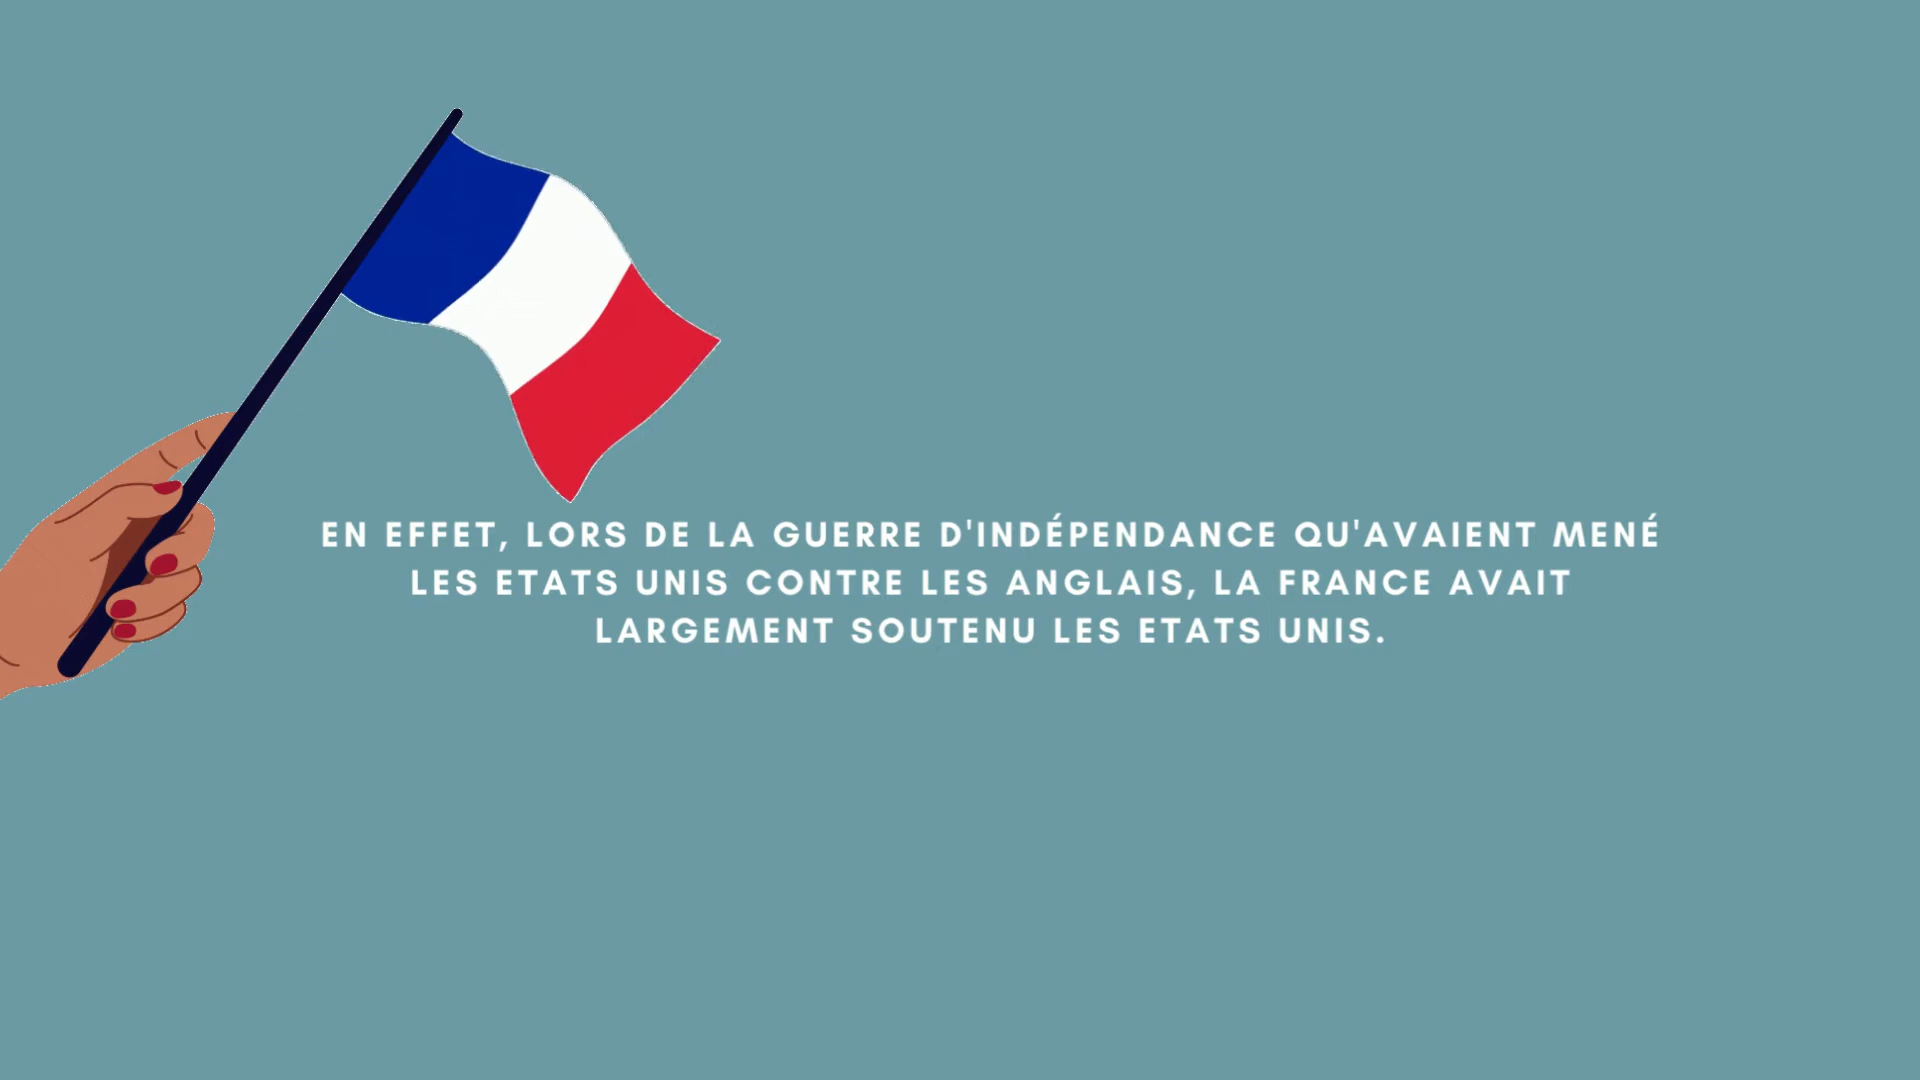 EN EFFET, LORS DE LA GUERRE D'INDÉPENDANCE QU'AVAIENT MENÉ
LES ETATS UNIS CONTRE LES ANGLAIS, LA FRANCE AVAIT
LARGEMENT SOUTENU LES ETATS UNIS.